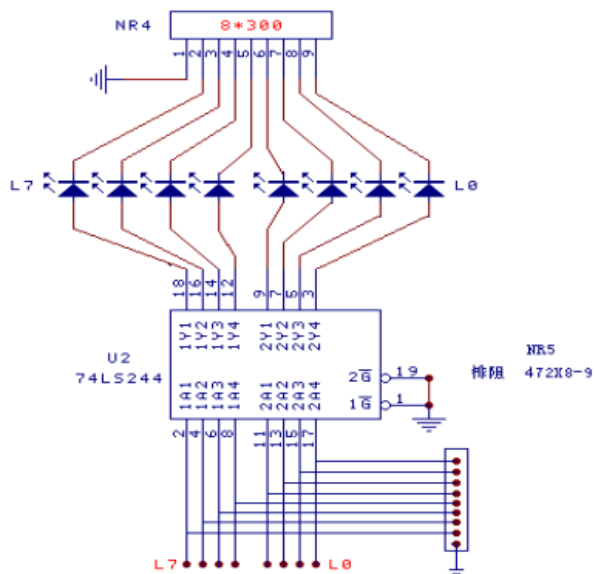 NR4 8*300
1 2 3 4 5 6 7 8 9
L7 L0
18 16 14 12 9 7 5 3
1Y1 1Y2 1Y3 1Y4 2Y1 2Y2 2Y3 2Y4
U2
74LS244
2G 19
1G 1
NR5
排阻 472X8-9
1A1 1A2 1A3 1A4 2A1 2A2 2A3 2A4
2 4 6 8 11 13 15 17
L7 L0